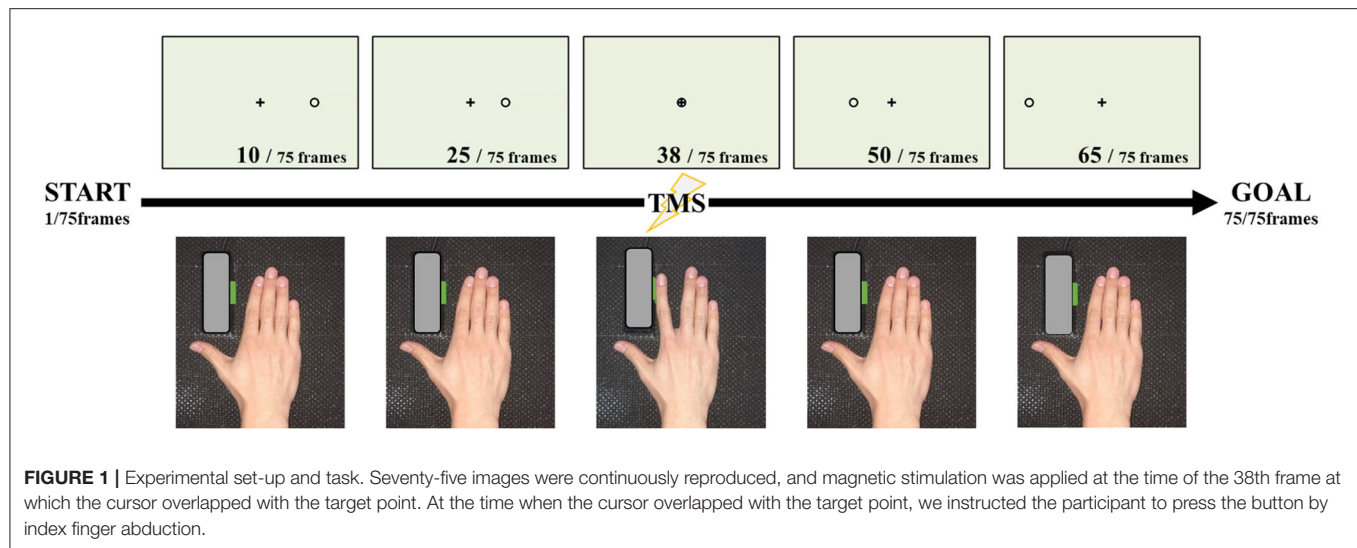 10 / 75 frames
25 / 75 frames
38 / 75 frames
50 / 75 frames
65 / 75 frames
START
1/75frames
TMS
GOAL
75/75frames
FIGURE 1 | Experimental set-up and task. Seventy-five images were continuously reproduced, and magnetic stimulation was applied at the time of the 38th frame at
which the cursor overlapped with the target point. At the time when the cursor overlapped with the target point, we instructed the participant to press the button by
index finger abduction.